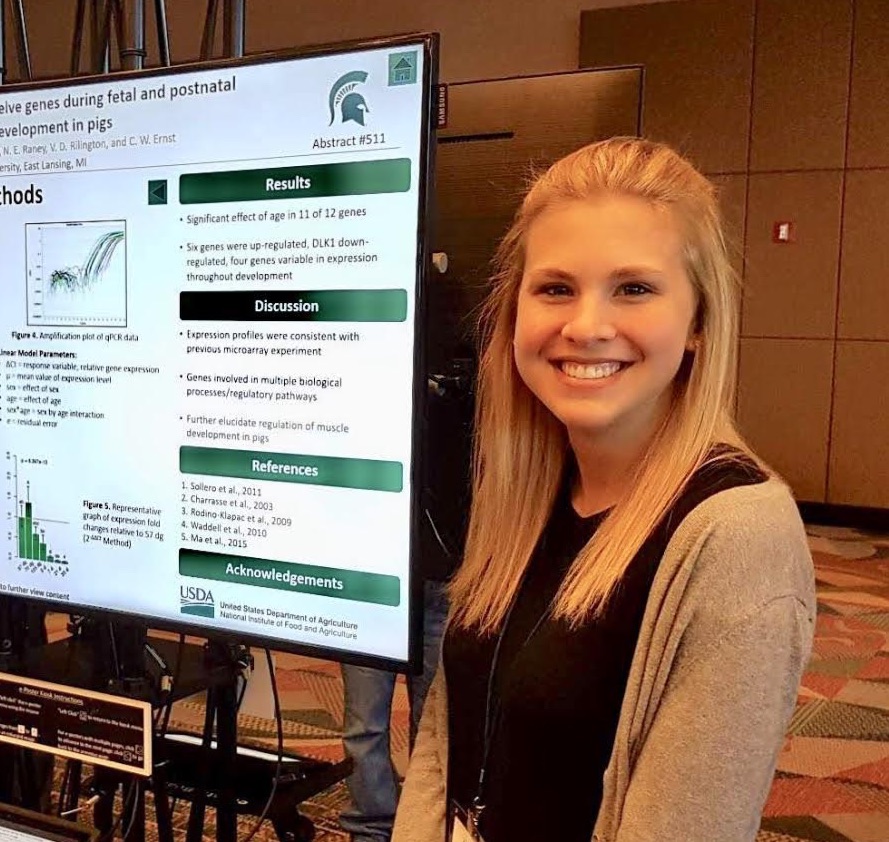 elve genes during fetal and postnatal
evelopment in pigs
N. E. Raney, V. D. Rilington, and C. W. Ernst
ersity, East Lansing, MI
Abstract #511
SAMSUNG
thods
Figure 4. Amplification plot of qPCR data
Linear Model Parameters:
= response variable, relative gene expression
μ = mean value of expression level
sex = effect of sex
age = effect of age
sex*age = sex by age interaction
e = residual error
Figure 5. Representative
graph of expression fold
changes relative to 57 dg
Method)
to further view content
Results
• Significant effect of age in 11 of 12 genes
• Six genes were up-regulated, DLK1 down-
regulated, four genes variable in expression
throughout development
Discussion
• Expression profiles were consistent with
previous microarray experiment
• Genes involved in multiple biological
processes/regulatory pathways
• Further elucidate regulation of muscle
development in pigs
References
1. Sollero et al., 2011
2. Charrasse et al., 2003
3. Rodino-Klapac et al., 2009
4. Waddell et al., 2010
5. Ma et al., 2015
Acknowledgements
USDA
United States Department of Agriculture
National Institute of Food and Agriculture
e-Poster Kiosk Instructions